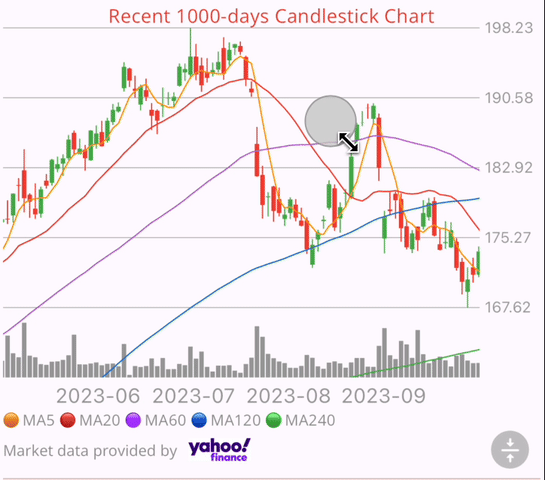 Recent 1000-days Candlestick Chart
198.23
190.58
182.92
175.27
167.62
2023-06 2023-07 2023-08 2023-09
MA5 MA20 MA60 MA120 MA240
Market data provided by yahoo! finance